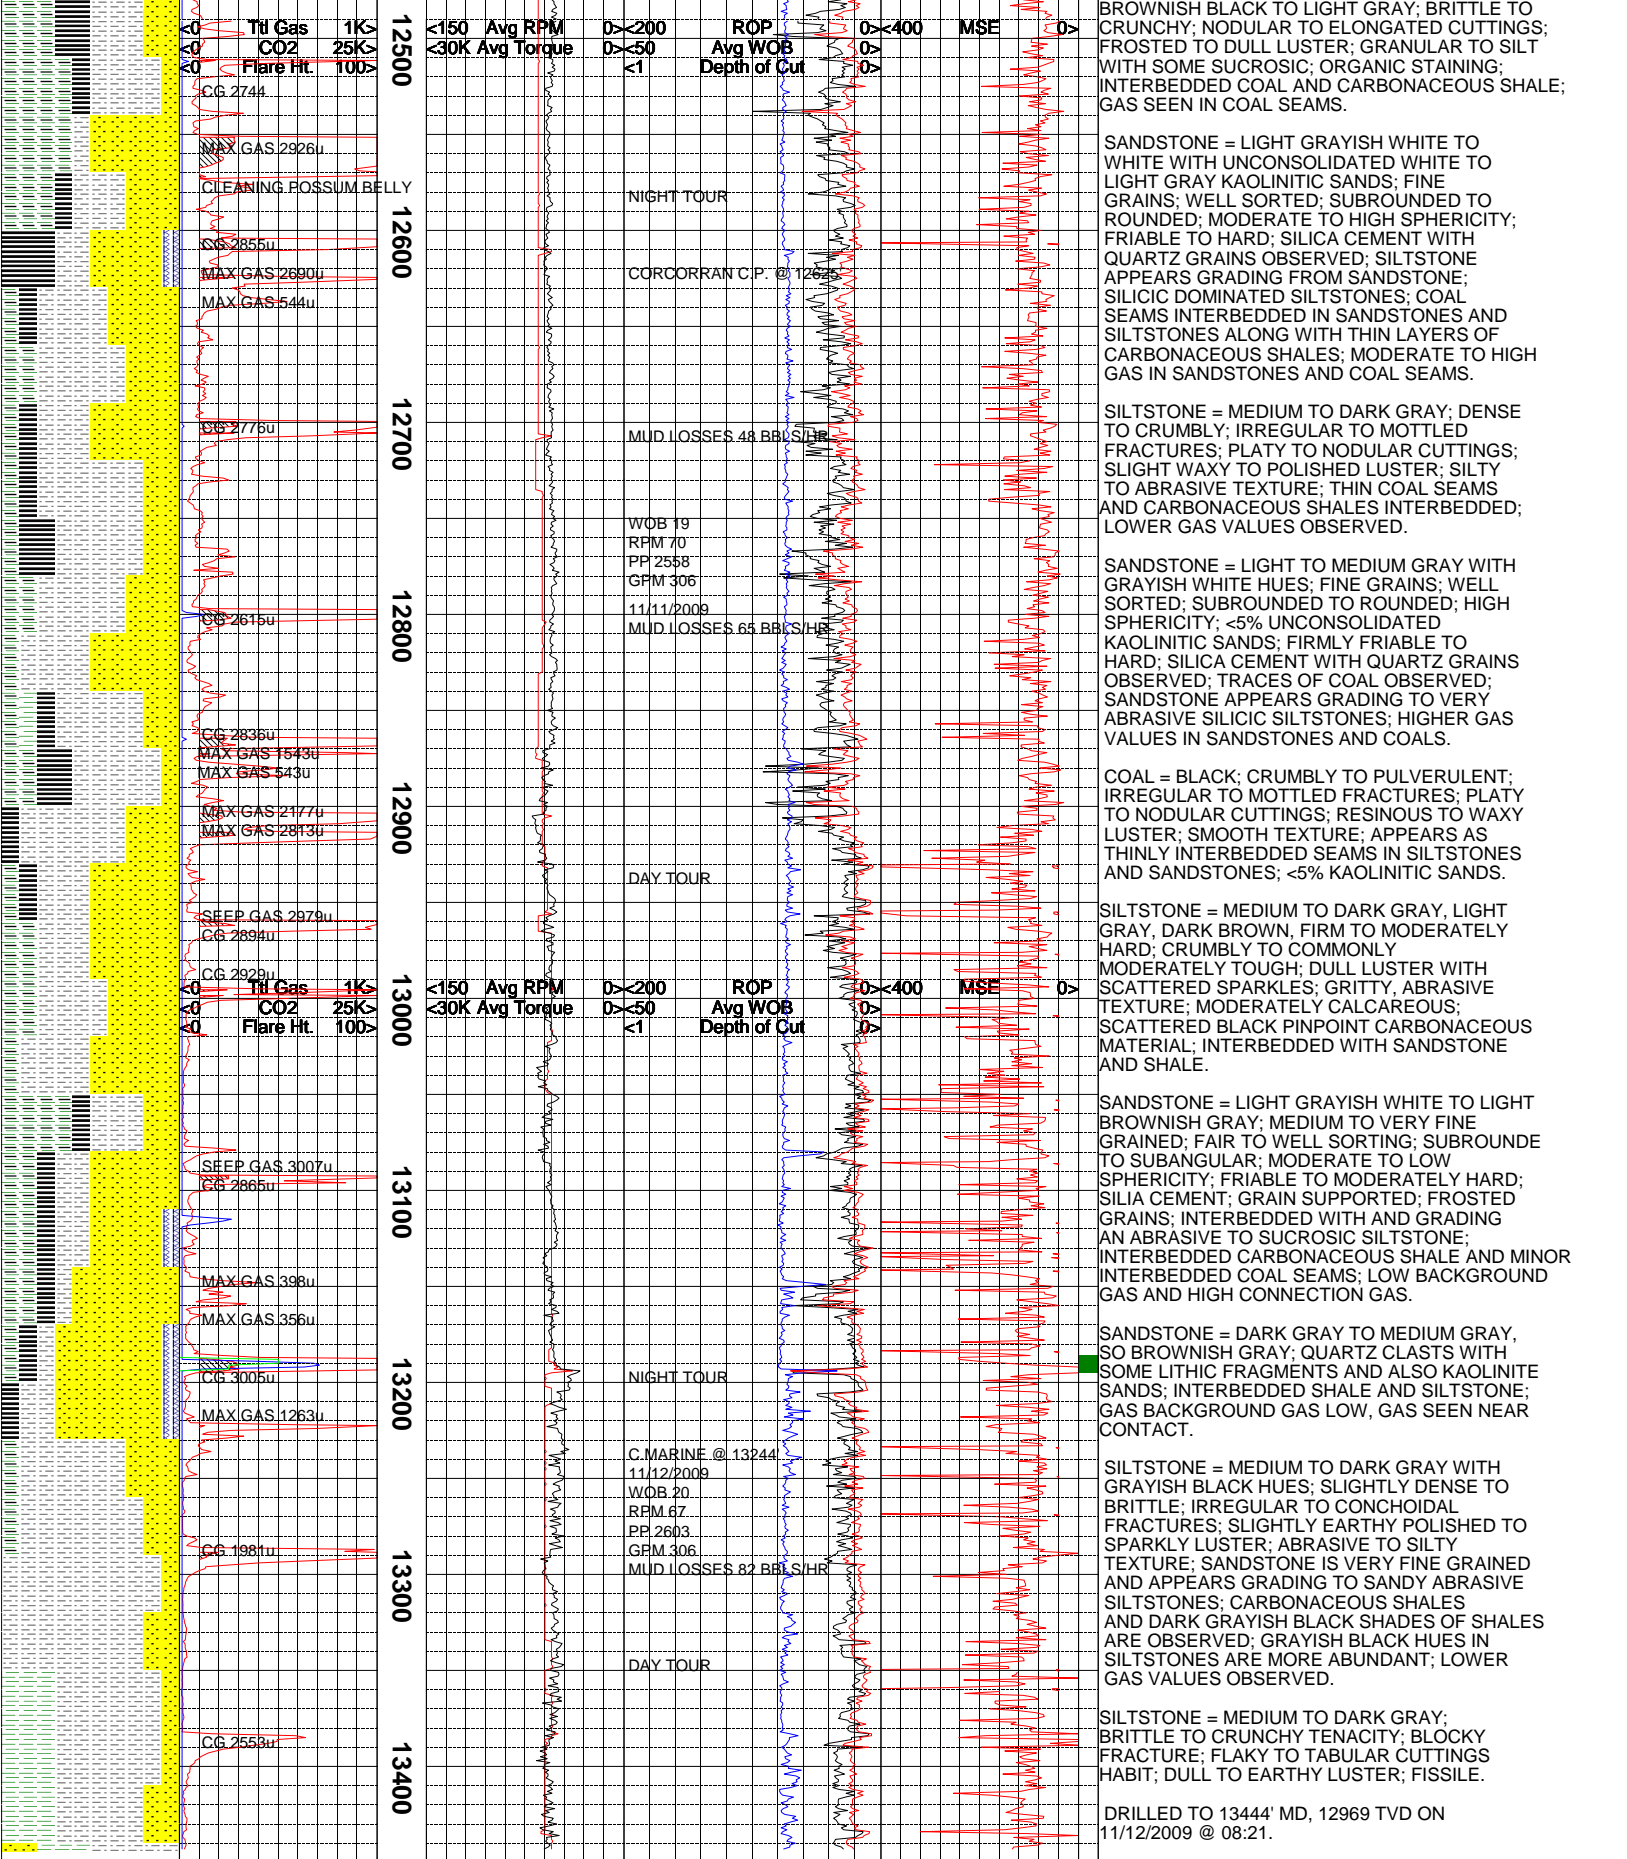 <0 Ttl Gas 1K>
<0 CO2 25K>
<0 Flare Ht. 100>
<150 Avg RPM 0>
<30K Avg Torque 0>
<200 ROP 0>
<50 Avg WOB 0>
<1 Depth of Cut 0>
<400 MSE 0>
12500
CG 2744
MAX GAS 2926u
CLEANING POSSUM BELLY
NIGHT TOUR
12600
CG 2855u
MAX GAS 2690u
CORCORRAN C.P. @ 12625
MAX GAS 544u
12700
CG 2776u
MUD LOSSES 48 BBLS/HR
WOB 19
RPM 70
PP 2558
GPM 306
11/11/2009
MUD LOSSES 65 BBLS/HR
CG 2615u
12800
CG 2836u
MAX GAS 1543u
MAX GAS 543u
MAX GAS 2177u
MAX GAS 2813u
12900
DAY TOUR
SEEP GAS 2979u
CG 2894u
CG 2929u
<0 Ttl Gas 1K>
<0 CO2 25K>
<0 Flare Ht. 100>
<150 Avg RPM 0>
<30K Avg Torque 0>
<200 ROP 0>
<50 Avg WOB 0>
<1 Depth of Cut 0>
<400 MSE 0>
13000
SEEP GAS 3007u
CG 2865u
13100
MAX GAS 398u
MAX GAS 356u
CG 3005u
NIGHT TOUR
13200
MAX GAS 1263u
C.MARINE @ 13244'
11/12/2009
WOB 20
RPM 67
PP 2603
GPM 306
MUD LOSSES 82 BBLS/HR
CG 1981u
13300
DAY TOUR
CG 2553u
13400
BROWNISH BLACK TO LIGHT GRAY; BRITTLE TO
CRUNCHY; NODULAR TO ELONGATED CUTTINGS;
FROSTED TO DULL LUSTER; GRANULAR TO SILT
WITH SOME SUCROSIC; ORGANIC STAINING;
INTERBEDDED COAL AND CARBONACEOUS SHALE;
GAS SEEN IN COAL SEAMS.
SANDSTONE = LIGHT GRAYISH WHITE TO
WHITE WITH UNCONSOLIDATED WHITE TO
LIGHT GRAY KAOLINITIC SANDS; FINE
GRAINS; WELL SORTED; SUBROUNDED TO
ROUNDED; MODERATE TO HIGH SPHERICITY;
FRIABLE TO HARD; SILICA CEMENT WITH
QUARTZ GRAINS OBSERVED; SILTSTONE
APPEARS GRADING FROM SANDSTONE;
SILICIC DOMINATED SILTSTONES; COAL
SEAMS INTERBEDDED IN SANDSTONES AND
SILTSTONES ALONG WITH THIN LAYERS OF
CARBONACEOUS SHALES; MODERATE TO HIGH
GAS IN SANDSTONES AND COAL SEAMS.
SILTSTONE = MEDIUM TO DARK GRAY; DENSE
TO CRUMBLY; IRREGULAR TO MOTTLED
FRACTURES; PLATY TO NODULAR CUTTINGS;
SLIGHT WAXY TO POLISHED LUSTER; SILTY
TO ABRASIVE TEXTURE; THIN COAL SEAMS
AND CARBONACEOUS SHALES INTERBEDDED;
LOWER GAS VALUES OBSERVED.
SANDSTONE = LIGHT TO MEDIUM GRAY WITH
GRAYISH WHITE HUES; FINE GRAINS; WELL
SORTED; SUBROUNDED TO ROUNDED; HIGH
SPHERICITY; <5% UNCONSOLIDATED
KAOLINITIC SANDS; FIRMLY FRIABLE TO
HARD; SILICA CEMENT WITH QUARTZ GRAINS
OBSERVED; TRACES OF COAL OBSERVED;
SANDSTONE APPEARS GRADING TO VERY
ABRASIVE SILICIC SILTSTONES; HIGHER GAS
VALUES IN SANDSTONES AND COALS.
COAL = BLACK; CRUMBLY TO PULVERULENT;
IRREGULAR TO MOTTLED FRACTURES; PLATY
TO NODULAR CUTTINGS; RESINOUS TO WAXY
LUSTER; SMOOTH TEXTURE; APPEARS AS
THINLY INTERBEDDED SEAMS IN SILTSTONES
AND SANDSTONES; <5% KAOLINITIC SANDS.
SILTSTONE = MEDIUM TO DARK GRAY, LIGHT
GRAY, DARK BROWN, FIRM TO MODERATELY
HARD; CRUMBLY TO COMMONLY
MODERATELY TOUGH; DULL LUSTER WITH
SCATTERED SPARKLES; GRITTY, ABRASIVE
TEXTURE; MODERATELY CALCAREOUS;
SCATTERED BLACK PINPOINT CARBONACEOUS
MATERIAL; INTERBEDDED WITH SANDSTONE
AND SHALE.
SANDSTONE = LIGHT GRAYISH WHITE TO LIGHT
BROWNISH GRAY; MEDIUM TO VERY FINE
GRAINED; FAIR TO WELL SORTING; SUBROUNDE
TO SUBANGULAR; MODERATE TO LOW
SPHERICITY; FRIABLE TO MODERATELY HARD;
SILIA CEMENT; GRAIN SUPPORTED; FROSTED
GRAINS; INTERBEDDED WITH AND GRADING
AN ABRASIVE TO SUCROSIC SILTSTONE;
INTERBEDDED CARBONACEOUS SHALE AND MINOR
INTERBEDDED COAL SEAMS; LOW BACKGROUND
GAS AND HIGH CONNECTION GAS.
SANDSTONE = DARK GRAY TO MEDIUM GRAY,
SO BROWNISH GRAY; QUARTZ CLASTS WITH
SOME LITHIC FRAGMENTS AND ALSO KAOLINITE
SANDS; INTERBEDDED SHALE AND SILTSTONE;
GAS BACKGROUND GAS LOW, GAS SEEN NEAR
CONTACT.
SILTSTONE = MEDIUM TO DARK GRAY WITH
GRAYISH BLACK HUES; SLIGHTLY DENSE TO
BRITTLE; IRREGULAR TO CONCHOIDAL
FRACTURES; SLIGHTLY EARTHY POLISHED TO
SPARKLY LUSTER; ABRASIVE TO SILTY
TEXTURE; SANDSTONE IS VERY FINE GRAINED
AND APPEARS GRADING TO SANDY ABRASIVE
SILTSTONES; CARBONACEOUS SHALES
AND DARK GRAYISH BLACK SHADES OF SHALES
ARE OBSERVED; GRAYISH BLACK HUES IN
SILTSTONES ARE MORE ABUNDANT; LOWER
GAS VALUES OBSERVED.
SILTSTONE = MEDIUM TO DARK GRAY;
BRITTLE TO CRUNCHY TENACITY; BLOCKY
FRACTURE; FLAKY TO TABULAR CUTTINGS
HABIT; DULL TO EARTHY LUSTER; FISSILE.
DRILLED TO 13444' MD, 12969 TVD ON
11/12/2009 @ 08:21.